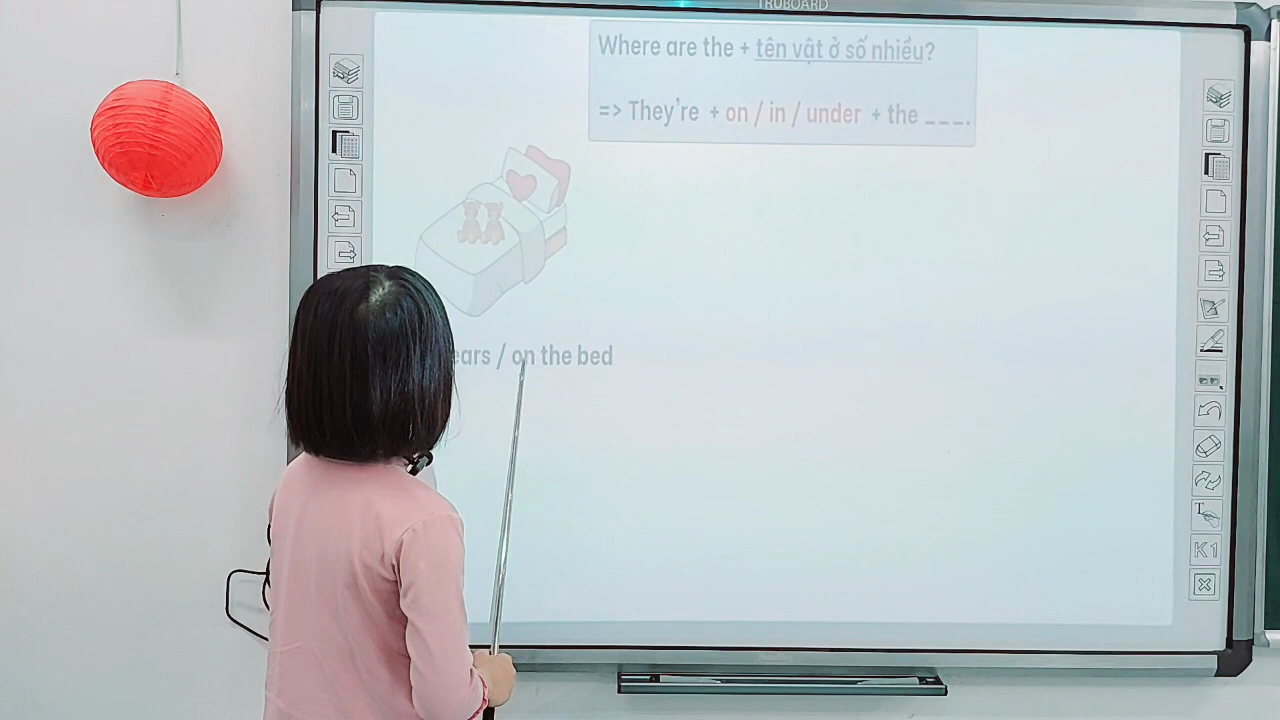 TRUBOARD
Where are the + tên vật ở số nhiều?
=> They're + on / in / under + the _ _ _.
ears / on the bed
T
K1